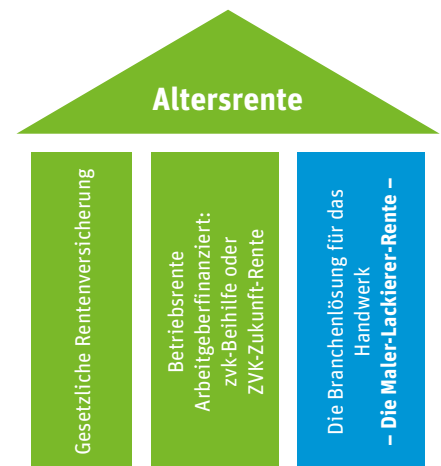 Altersrente
Gesetzliche Rentenversicherung
Betriebsrente
Arbeitgeberfinanziert:
zvk-Beihilfe oder
ZVK-Zukunft-Rente
Die Branchenlösung für das
Handwerk
– Die Maler-Lackierer-Rente –